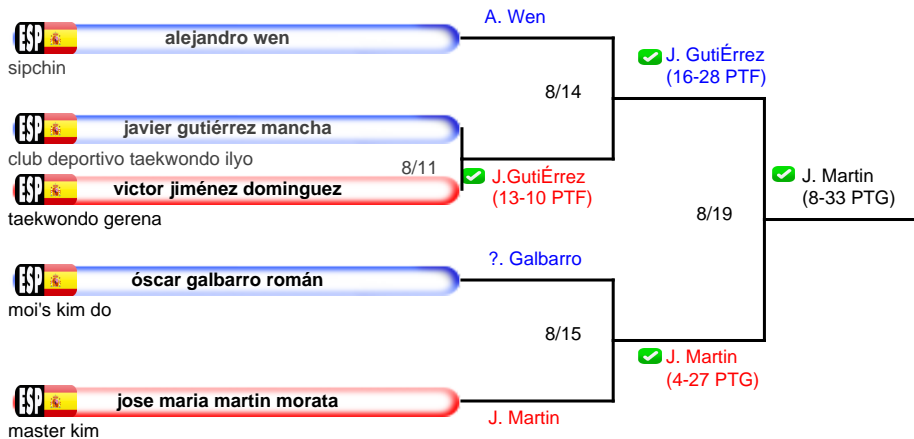 A. Wen
ESP
alejandro wen
sipchin
J. GutiÉrrez
(16-28 PTF)
8/14
ESP
javier gutiérrez mancha
club deportivo taekwondo ilyo
8/11
J.GutiÉrrez
(13-10 PTF)
ESP
victor jiménez dominguez
taekwondo gerena
J. Martin
(8-33 PTG)
8/19
?. Galbarro
ESP
óscar galbarro román
moi's kim do
8/15
J. Martin
(4-27 PTG)
ESP
jose maria martin morata
J. Martin
master kim